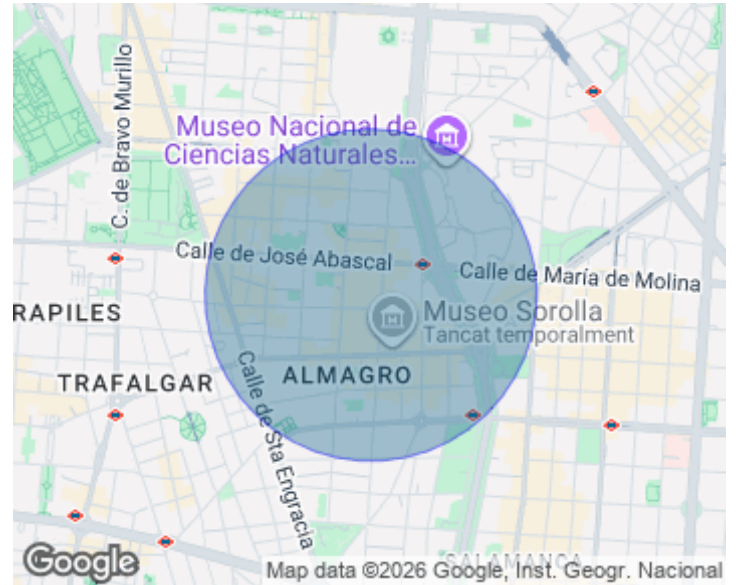 C. de Bravo Murillo
Museo Nacional de
Ciencias Naturales...
Calle de José Abascal
Calle de María de Molina
RAPILES
Museo Sorolla
Tancat temporalment
TRAFALGAR
ALMAGRO
Calle de Sta Engracia
SALAMANCA
Google
Map data ©2026 Google, Inst. Geogr. Nacional